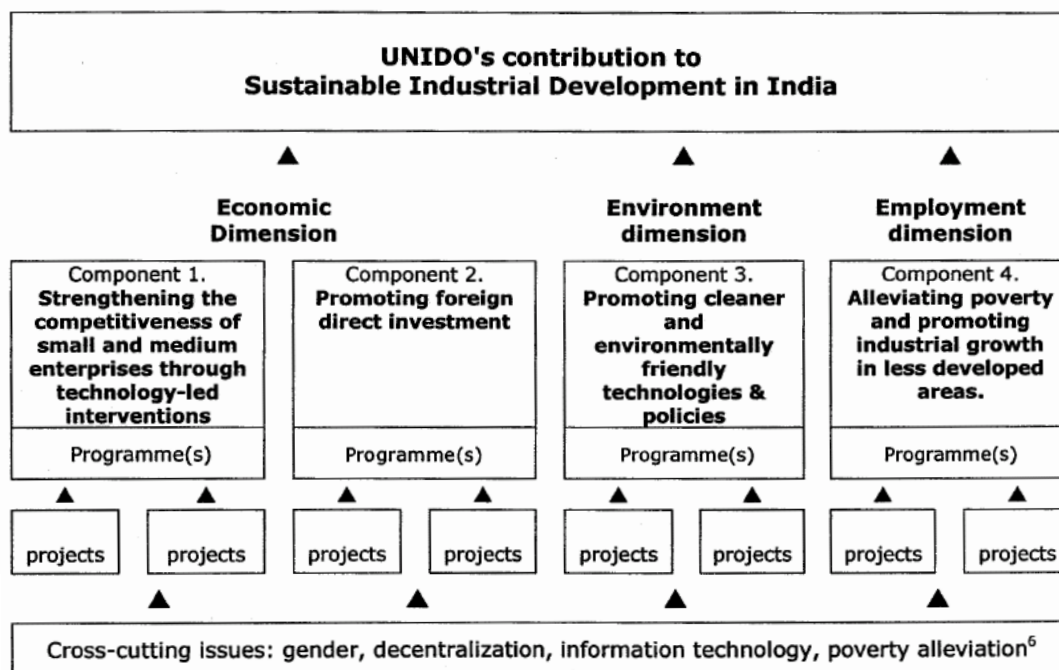 UNIDO's contribution to
Sustainable Industrial Development in India
Economic
Dimension
Environment
dimension
Employment
dimension
Component 1.
Strengthening the
competitiveness of
small and medium
enterprises through
technology-led
interventions
Programme(s)
Component 2.
Promoting foreign
direct investment
Programme(s)
Component 3.
Promoting cleaner
and
environmentally
friendly
technologies &
policies
Programme(s)
Component 4.
Alleviating poverty
and promoting
industrial growth
in less developed
areas.
Programme(s)
projects
projects
projects
projects
projects
projects
projects
projects
Cross-cutting issues: gender, decentralization, information technology, poverty alleviation⁶